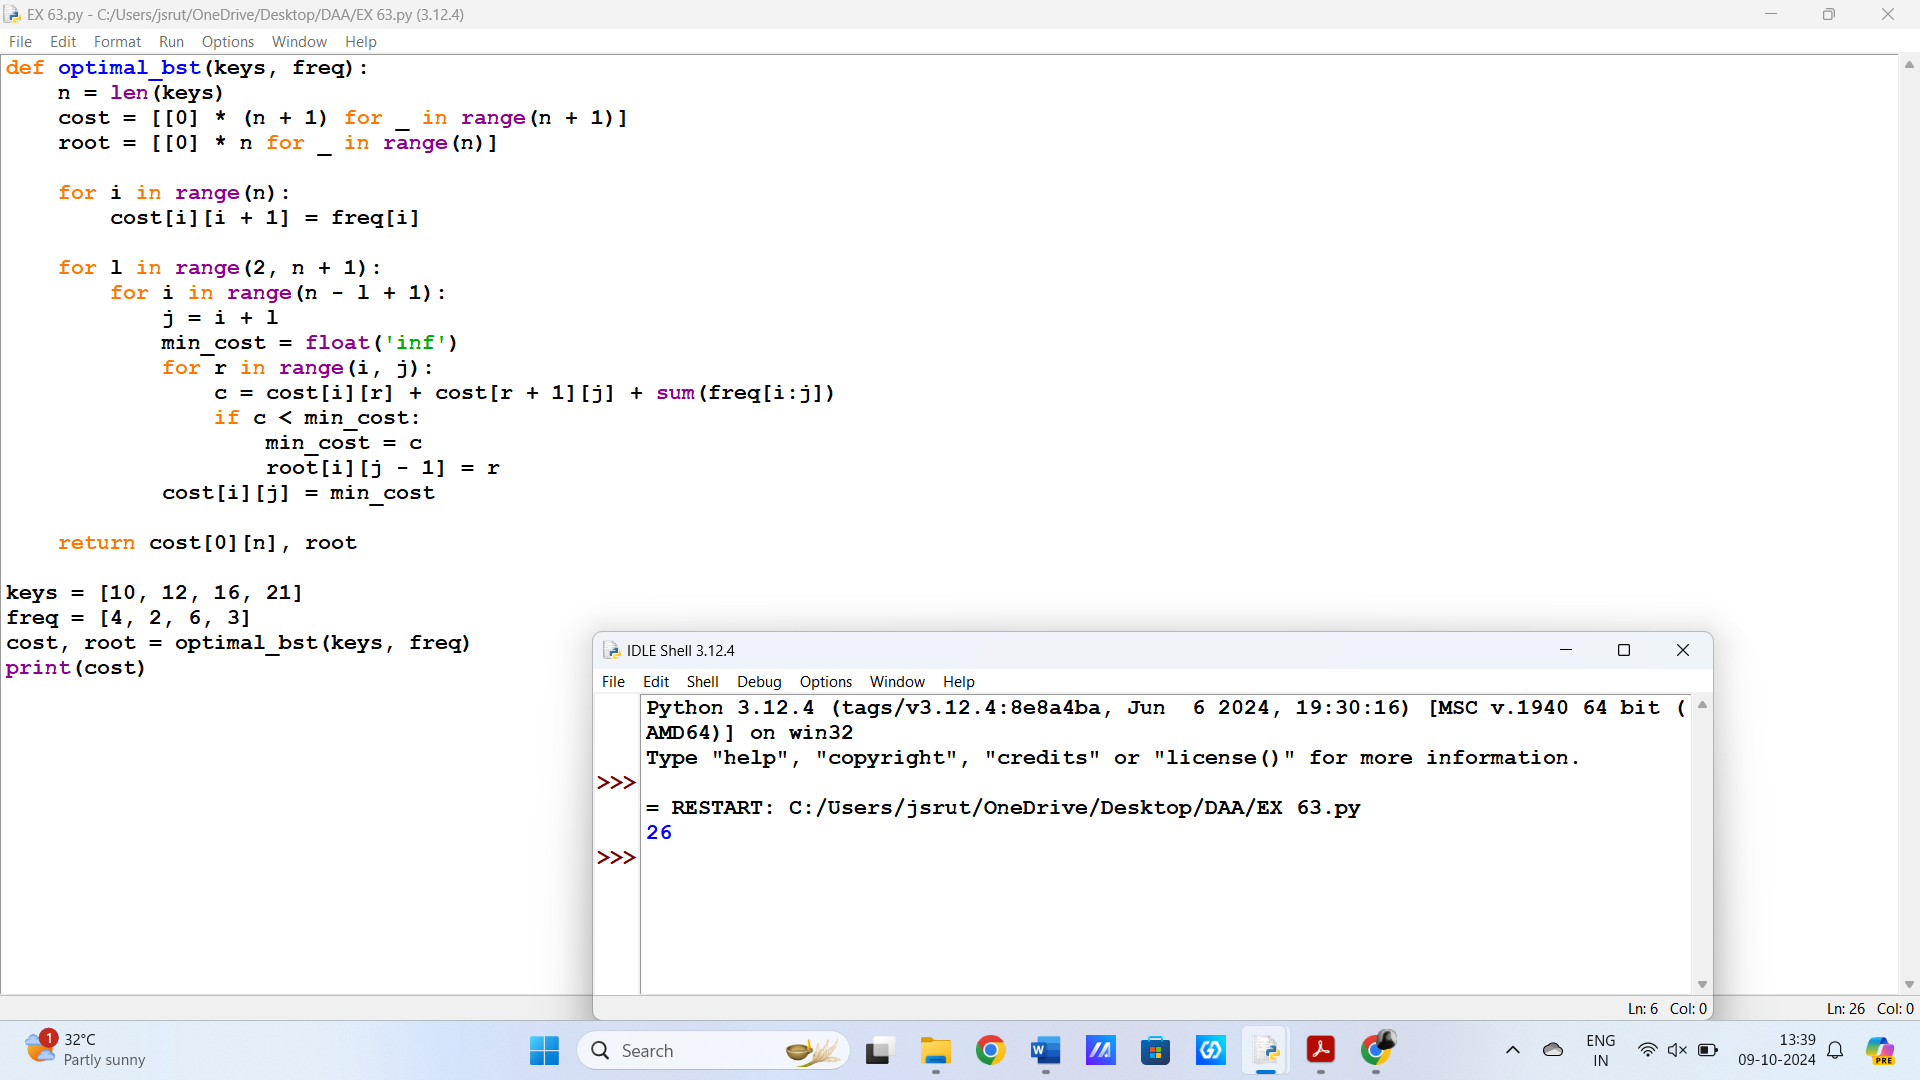 EX 63.py - C:/Users/jsrut/OneDrive/Desktop/DAA/EX 63.py (3.12.4)
File Edit Format Run Options Window Help
def optimal_bst(keys, freq):
    n = len(keys)
    cost = [[0] * (n + 1) for _ in range(n + 1)]
    root = [[0] * n for _ in range(n)]

    for i in range(n):
        cost[i][i + 1] = freq[i]

    for l in range(2, n + 1):
        for i in range(n - l + 1):
            j = i + l
            min_cost = float('inf')
            for r in range(i, j):
                c = cost[i][r] + cost[r + 1][j] + sum(freq[i:j])
                if c < min_cost:
                    min_cost = c
                    root[i][j - 1] = r
            cost[i][j] = min_cost

    return cost[0][n], root

keys = [10, 12, 16, 21]
freq = [4, 2, 6, 3]
cost, root = optimal_bst(keys, freq)
print(cost)
IDLE Shell 3.12.4
File Edit Shell Debug Options Window Help
Python 3.12.4 (tags/v3.12.4:8e8a4ba, Jun  6 2024, 19:30:16) [MSC v.1940 64 bit (
AMD64)] on win32
Type "help", "copyright", "credits" or "license()" for more information.
>>>
= RESTART: C:/Users/jsrut/OneDrive/Desktop/DAA/EX 63.py
26
>>>
Ln: 6 Col: 0
Ln: 26 Col: 0
1
32°C
Partly sunny
Search
W
ENG
IN
13:39
09-10-2024
PRE